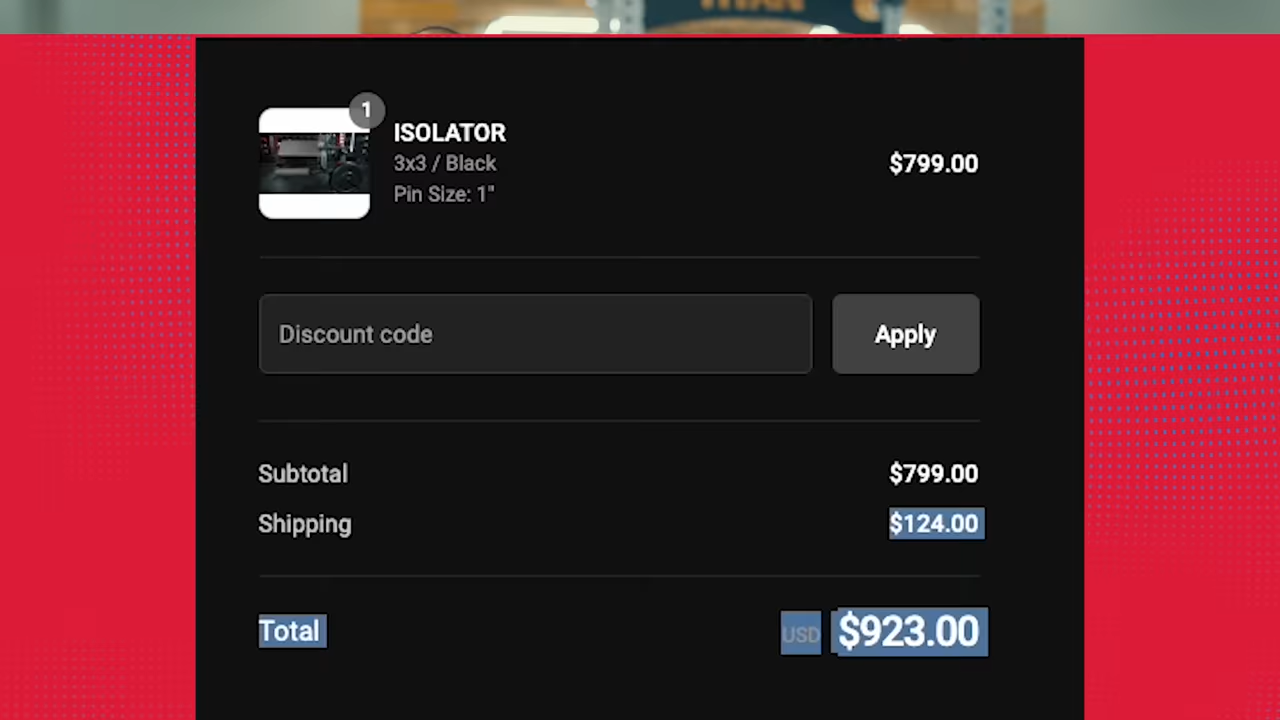 TITAN
1
ISOLATOR
3x3 / Black
Pin Size: 1"
$799.00
Discount code
Apply
Subtotal $799.00
Shipping $124.00
Total USD $923.00